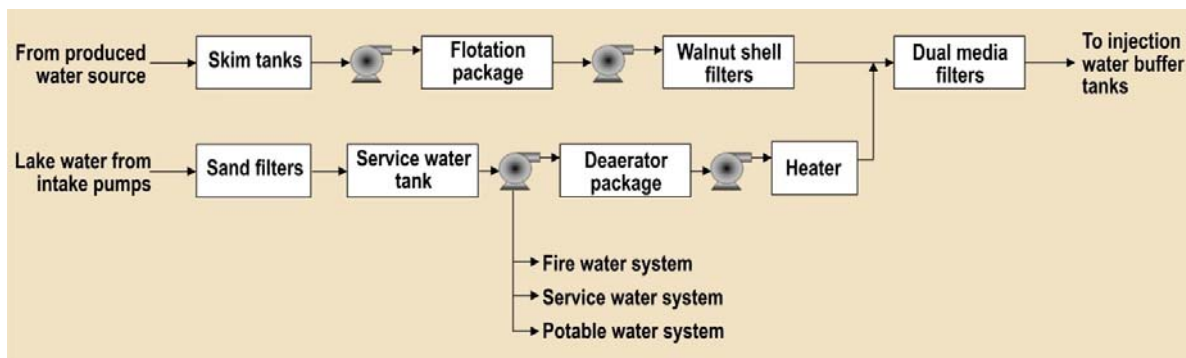 From produced
water source
Skim tanks
Flotation
package
Walnut shell
filters
Dual media
filters
To injection
water buffer
tanks
Lake water from
intake pumps
Sand filters
Service water
tank
Deaerator
package
Heater
Fire water system
Service water system
Potable water system